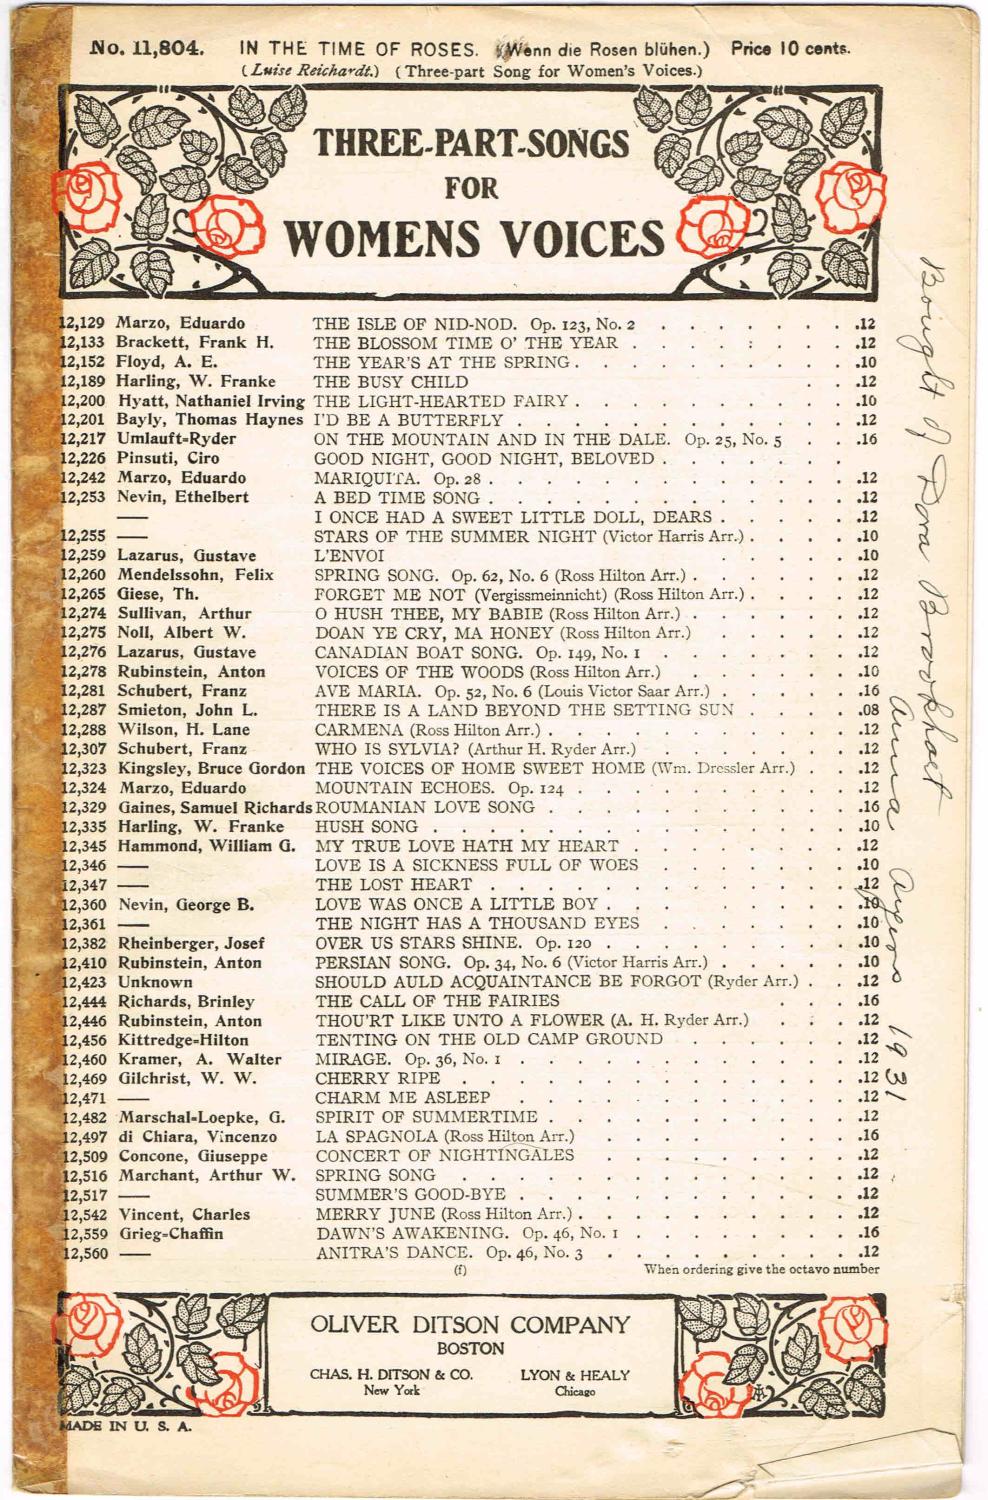 No. 11,804. IN THE TIME OF ROSES. (Wenn die Rosen blühen.) Price 10 cents.
(Luise Reichardt.) (Three-part Song for Women's Voices.)
THREE-PART-SONGS
FOR
WOMENS VOICES
12,129 Marzo, Eduardo THE ISLE OF NID-NOD. Op. 123, No. 2 . . . . . . . . .12
12,133 Brackett, Frank H. THE BLOSSOM TIME O' THE YEAR . . . . : . . . .12
12,152 Floyd, A. E. THE YEAR'S AT THE SPRING . . . . . . . . . . .10
12,189 Harling, W. Franke THE BUSY CHILD . . .12
12,200 Hyatt, Nathaniel Irving THE LIGHT-HEARTED FAIRY . . . . . . . . . . .10
12,201 Bayly, Thomas Haynes I'D BE A BUTTERFLY . . . . . . . . . . . . .12
12,217 Umlauft=Ryder ON THE MOUNTAIN AND IN THE DALE. Op. 25, No. 5 . . .16
12,226 Pinsuti, Ciro GOOD NIGHT, GOOD NIGHT, BELOVED . . . . . . . .
12,242 Marzo, Eduardo MARIQUITA. Op. 28 . . . . . . . . . . . . . .12
12,253 Nevin, Ethelbert A BED TIME SONG . . . . . . . . . . . . . .12
—— I ONCE HAD A SWEET LITTLE DOLL, DEARS . . . . . .12
12,255 —— STARS OF THE SUMMER NIGHT (Victor Harris Arr.) . . . . .10
12,259 Lazarus, Gustave L'ENVOI . . . . . . .10
12,260 Mendelssohn, Felix SPRING SONG. Op. 62, No. 6 (Ross Hilton Arr.) . . . . . . .12
12,265 Giese, Th. FORGET ME NOT (Vergissmeinnicht) (Ross Hilton Arr.) . . . . .12
12,274 Sullivan, Arthur O HUSH THEE, MY BABIE (Ross Hilton Arr.) . . . . . . .12
12,275 Noll, Albert W. DOAN YE CRY, MA HONEY (Ross Hilton Arr.) . . . . . .12
12,276 Lazarus, Gustave CANADIAN BOAT SONG. Op. 149, No. 1 . . . . . . . .12
12,278 Rubinstein, Anton VOICES OF THE WOODS (Ross Hilton Arr.) . . . . . . .10
12,281 Schubert, Franz AVE MARIA. Op. 52, No. 6 (Louis Victor Saar Arr.) . . . . . .16
12,287 Smieton, John L. THERE IS A LAND BEYOND THE SETTING SUN . . . . .08
12,288 Wilson, H. Lane CARMENA (Ross Hilton Arr.) . . . . . . . . . . . .12
12,307 Schubert, Franz WHO IS SYLVIA? (Arthur H. Ryder Arr.) . . . . . . . . .12
12,323 Kingsley, Bruce Gordon THE VOICES OF HOME SWEET HOME (Wm. Dressler Arr.) . . .12
12,324 Marzo, Eduardo MOUNTAIN ECHOES. Op. 124 . . . . . . . . . . .12
12,329 Gaines, Samuel Richards ROUMANIAN LOVE SONG . . . . . . . . . . . .16
12,335 Harling, W. Franke HUSH SONG . . . . . . . . . . . . . . . .10
12,345 Hammond, William G. MY TRUE LOVE HATH MY HEART . . . . . . . . .12
12,346 —— LOVE IS A SICKNESS FULL OF WOES . . . . . . . .10
12,347 —— THE LOST HEART . . . . . . . . . . . . . .12
12,360 Nevin, George B. LOVE WAS ONCE A LITTLE BOY . . . . . . . . . .10
12,361 —— THE NIGHT HAS A THOUSAND EYES . . . . . . . .10
12,382 Rheinberger, Josef OVER US STARS SHINE. Op. 120 . . . . . . . . . .10
12,410 Rubinstein, Anton PERSIAN SONG. Op. 34, No. 6 (Victor Harris Arr.) . . . . . .10
12,423 Unknown SHOULD AULD ACQUAINTANCE BE FORGOT (Ryder Arr.) . . .12
12,444 Richards, Brinley THE CALL OF THE FAIRIES . . . .16
12,446 Rubinstein, Anton THOU'RT LIKE UNTO A FLOWER (A. H. Ryder Arr.) . . . .12
12,456 Kittredge=Hilton TENTING ON THE OLD CAMP GROUND . . . . . . .12
12,460 Kramer, A. Walter MIRAGE. Op. 36, No. 1 . . . . . . . . . . . . .12
12,469 Gilchrist, W. W. CHERRY RIPE . . . . . . . . . . . . . . .12
12,471 —— CHARM ME ASLEEP . . . . . . . . . . . . .12
12,482 Marschal=Loepke, G. SPIRIT OF SUMMERTIME . . . . . . . . . . . .12
12,497 di Chiara, Vincenzo LA SPAGNOLA (Ross Hilton Arr.) . . . . . . . . .16
12,509 Concone, Giuseppe CONCERT OF NIGHTINGALES . . . . . . . . . .12
12,516 Marchant, Arthur W. SPRING SONG . . . . . . . . . . . . . . .12
12,517 —— SUMMER'S GOOD-BYE . . . . . . . . . . . . .12
12,542 Vincent, Charles MERRY JUNE (Ross Hilton Arr.) . . . . . . . . . . .12
12,559 Grieg=Chaffin DAWN'S AWAKENING. Op. 46, No. 1 . . . . . . . . .16
12,560 —— ANITRA'S DANCE. Op. 46, No. 3 . . . . . . . . . .12
(f) When ordering give the octavo number
Bought of Dora Brookhart
Anna Ayers 1931
OLIVER DITSON COMPANY
BOSTON
CHAS. H. DITSON & CO. LYON & HEALY
New York Chicago
MADE IN U. S. A.